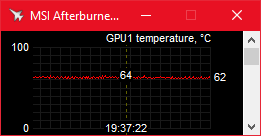 MSI Afterburne...
GPU1 temperature, °C
100
64
62
0
19:37:22